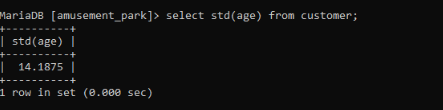 MariaDB [amusement_park]> select std(age) from customer;
+----------+
| std(age) |
+----------+
|  14.1875 |
+----------+
1 row in set (0.000 sec)